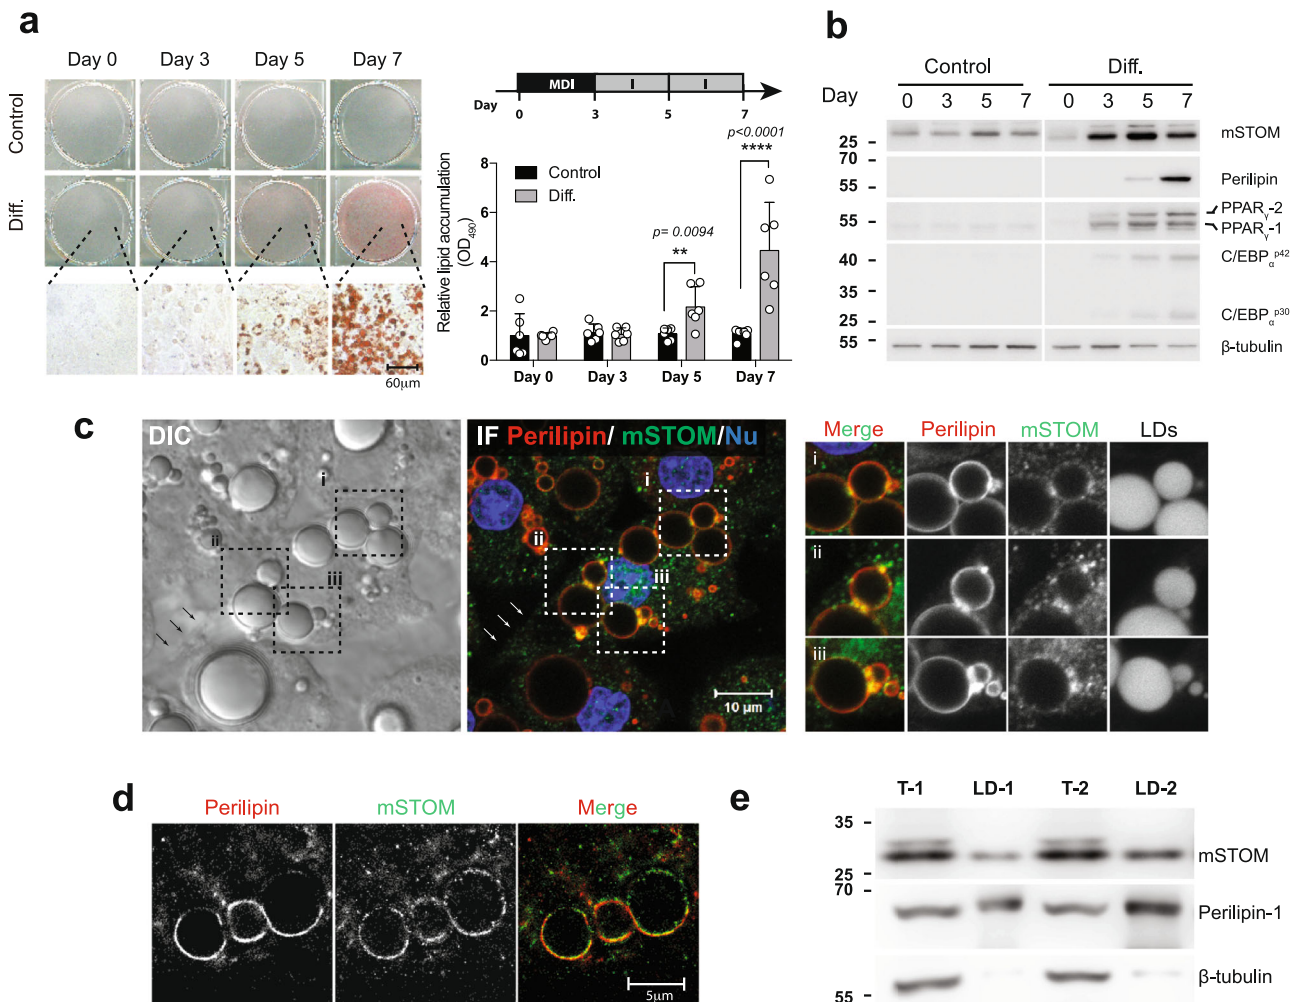 a
Day 0 Day 3 Day 5 Day 7
Control
Diff.
60μm
MDI I I
Day
0 3 5 7
p<0.0001
****
p= 0.0094
**
Control
Diff.
Relative lipid accumulation
(OD490)
8
6
4
2
0
Day 0 Day 3 Day 5 Day 7
b
Control Diff.
Day 0 3 5 7 0 3 5 7
25
70
55
55
40
35
25
55
mSTOM
Perilipin
PPARγ-2
PPARγ-1
C/EBPα p42
C/EBPα p30
β-tubulin
c
DIC
i
ii
iii
IF Perilipin/ mSTOM/Nu
i
ii
iii
10 μm
Merge Perilipin mSTOM LDs
i
ii
iii
d
Perilipin mSTOM Merge
5μm
e
T-1 LD-1 T-2 LD-2
35
25
70
55
mSTOM
Perilipin-1
β-tubulin